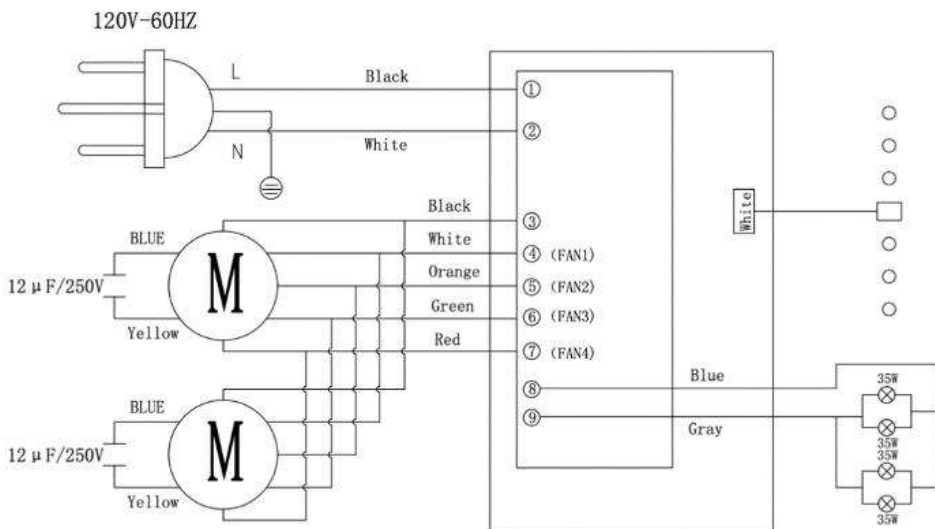 120V-60HZ
L
Black
①
②
N
White
Black
③
White
④ (FAN1)
Orange
⑤ (FAN2)
Green
⑥ (FAN3)
Red
⑦ (FAN4)
BLUE
12μF/250V
M
Yellow
White
⑧
Blue
⑨
Gray
BLUE
12μF/250V
M
Yellow
35W
35W
35W
35W